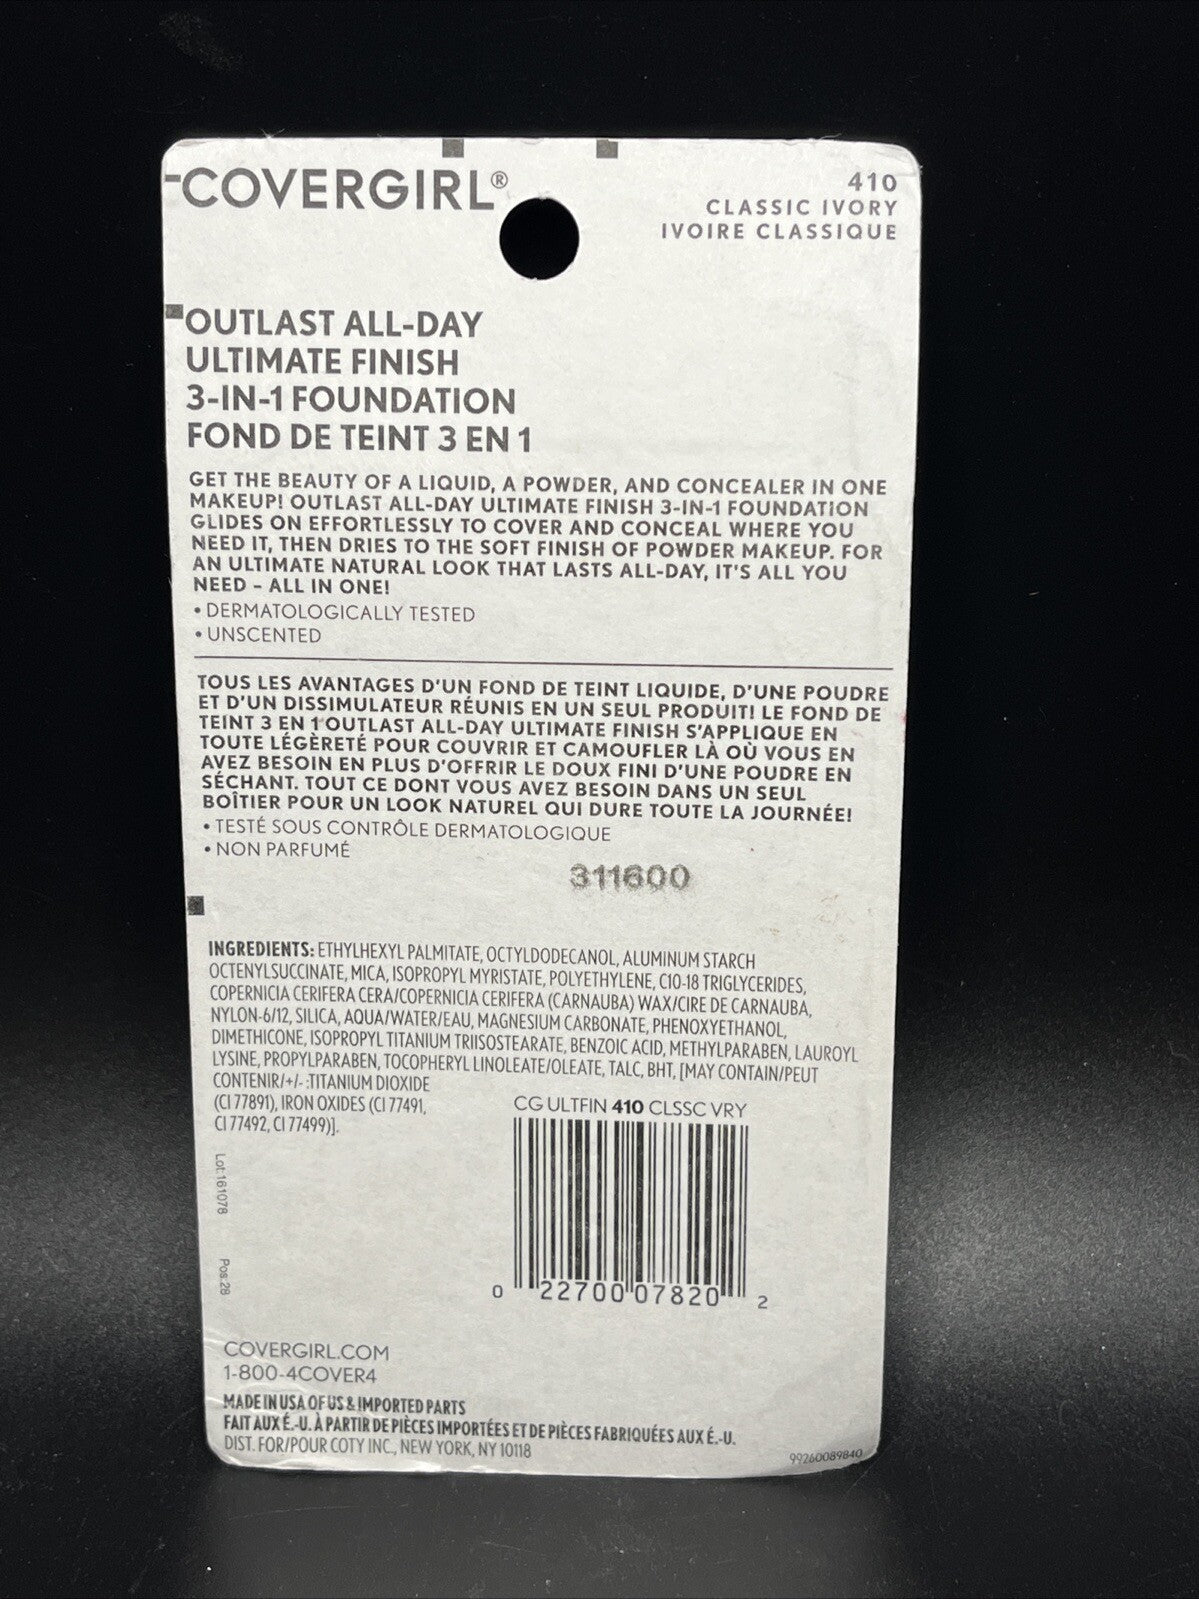 COVERGIRL®
410
CLASSIC IVORY
IVOIRE CLASSIQUE
OUTLAST ALL-DAY
ULTIMATE FINISH
3-IN-1 FOUNDATION
FOND DE TEINT 3 EN 1
GET THE BEAUTY OF A LIQUID, A POWDER, AND CONCEALER IN ONE
MAKEUP! OUTLAST ALL-DAY ULTIMATE FINISH 3-IN-1 FOUNDATION
GLIDES ON EFFORTLESSLY TO COVER AND CONCEAL WHERE YOU
NEED IT, THEN DRIES TO THE SOFT FINISH OF POWDER MAKEUP. FOR
AN ULTIMATE NATURAL LOOK THAT LASTS ALL-DAY, IT'S ALL YOU
NEED - ALL IN ONE!
• DERMATOLOGICALLY TESTED
• UNSCENTED
TOUS LES AVANTAGES D'UN FOND DE TEINT LIQUIDE, D'UNE POUDRE
ET D'UN DISSIMULATEUR RÉUNIS EN UN SEUL PRODUIT! LE FOND DE
TEINT 3 EN 1 OUTLAST ALL-DAY ULTIMATE FINISH S'APPLIQUE EN
TOUTE LÉGÈRETÉ POUR COUVRIR ET CAMOUFLER LÀ OÙ VOUS EN
AVEZ BESOIN EN PLUS D'OFFRIR LE DOUX FINI D'UNE POUDRE EN
SÉCHANT. TOUT CE DONT VOUS AVEZ BESOIN DANS UN SEUL
BOÎTIER POUR UN LOOK NATUREL QUI DURE TOUTE LA JOURNÉE!
• TESTÉ SOUS CONTRÔLE DERMATOLOGIQUE
• NON PARFUMÉ
311600
INGREDIENTS: ETHYLHEXYL PALMITATE, OCTYLDODECANOL, ALUMINUM STARCH
OCTENYLSUCCINATE, MICA, ISOPROPYL MYRISTATE, POLYETHYLENE, C10-18 TRIGLYCERIDES,
COPERNICIA CERIFERA CERA/COPERNICIA CERIFERA (CARNAUBA) WAX/CIRE DE CARNAUBA,
NYLON-6/12, SILICA, AQUA/WATER/EAU, MAGNESIUM CARBONATE, PHENOXYETHANOL,
DIMETHICONE, ISOPROPYL TITANIUM TRIISOSTEARATE, BENZOIC ACID, METHYLPARABEN, LAUROYL
LYSINE, PROPYLPARABEN, TOCOPHERYL LINOLEATE/OLEATE, TALC, BHT, [MAY CONTAIN/PEUT
CONTENIR/+/- :TITANIUM DIOXIDE
(CI 77891), IRON OXIDES (CI 77491,
CI 77492, CI 77499)].
CG ULTFIN 410 CLSSC VRY
0 22700 07820 2
Lot:161078
Pos:28
COVERGIRL.COM
1-800-4COVER4
MADE IN USA OF US & IMPORTED PARTS
FAIT AUX É.-U. À PARTIR DE PIÈCES IMPORTÉES ET DE PIÈCES FABRIQUÉES AUX É.-U.
DIST. FOR/POUR COTY INC., NEW YORK, NY 10118
99260089840